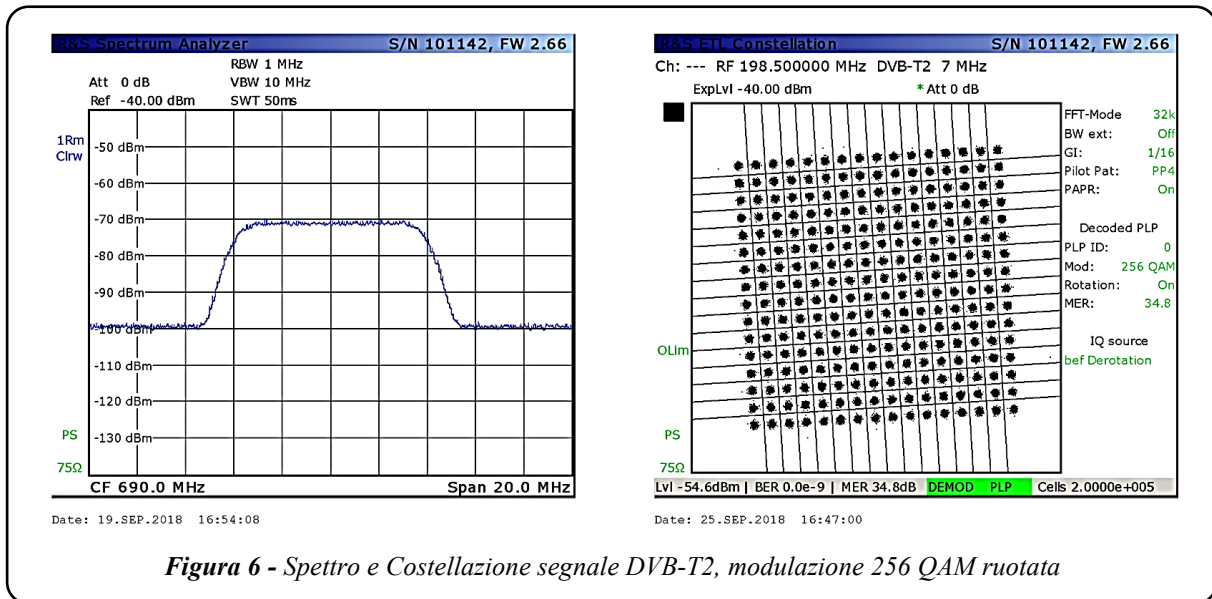 R&S Spectrum Analyzer S/N 101142, FW 2.66
RBW 1 MHz
Att 0 dB VBW 10 MHz
Ref -40.00 dBm SWT 50ms
1Rm
Clrw
-50 dBm
-60 dBm
-70 dBm
-80 dBm
-90 dBm
-100 dBm
-110 dBm
-120 dBm
-130 dBm
PS
75Ω
CF 690.0 MHz Span 20.0 MHz
Date: 19.SEP.2018 16:54:08
R&S ETL Constellation S/N 101142, FW 2.66
Ch: --- RF 198.500000 MHz DVB-T2 7 MHz
ExpLvl -40.00 dBm *Att 0 dB
FFT-Mode 32k
BW ext: Off
GI: 1/16
Pilot Pat: PP4
PAPR: On
Decoded PLP
PLP ID: 0
Mod: 256 QAM
Rotation: On
MER: 34.8
IQ source
bef Derotation
OLim
PS
75Ω
Lvl -54.6dBm | BER 0.0e-9 | MER 34.8dB DEMOD PLP Cells 2.0000e+005
Date: 25.SEP.2018 16:47:00
Figura 6 - Spettro e Costellazione segnale DVB-T2, modulazione 256 QAM ruotata